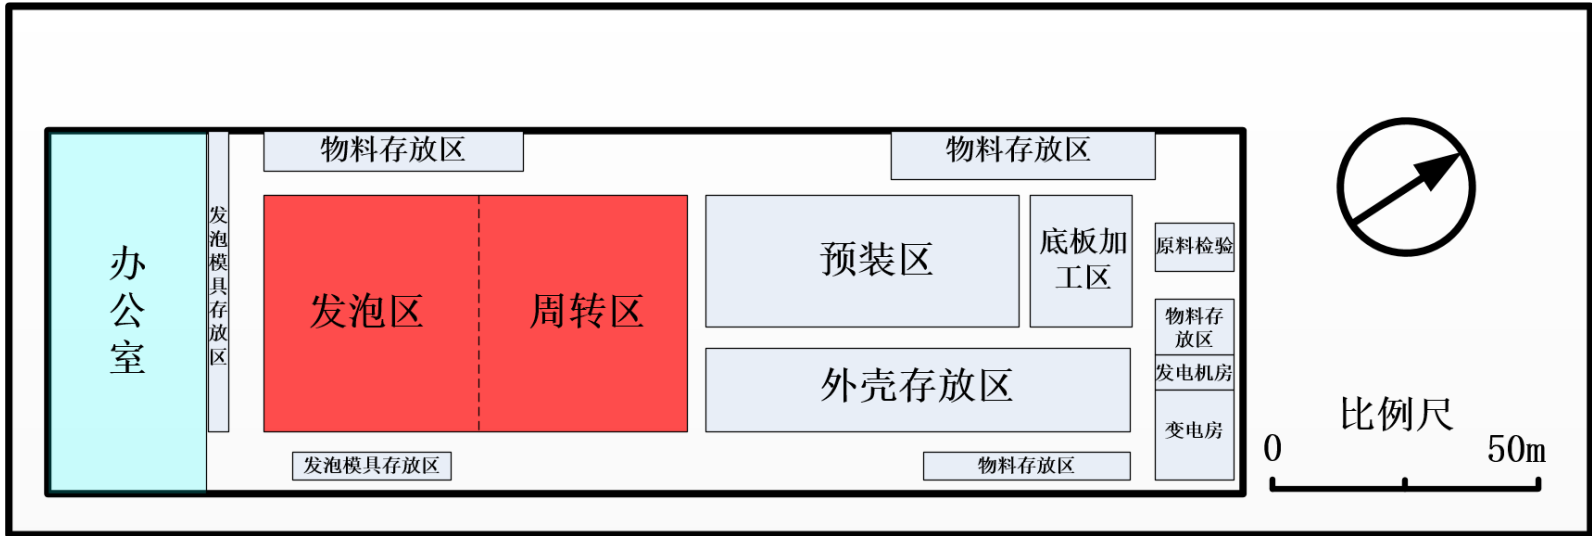 物料存放区
物料存放区
办
公
室
发
泡
模
具
存
放
区
发泡区
周转区
预装区
底板加
工区
原料检验
物料存
放区
发电机房
变电房
外壳存放区
发泡模具存放区
物料存放区
比例尺
0
50m